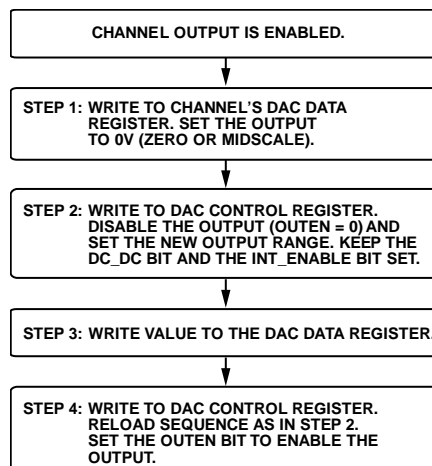 CHANNEL OUTPUT IS ENABLED.
STEP 1: WRITE TO CHANNEL'S DAC DATA
REGISTER. SET THE OUTPUT
TO 0V (ZERO OR MIDSCALE).
STEP 2: WRITE TO DAC CONTROL REGISTER.
DISABLE THE OUTPUT (OUTEN = 0) AND
SET THE NEW OUTPUT RANGE. KEEP THE
DC_DC BIT AND THE INT_ENABLE BIT SET.
STEP 3: WRITE VALUE TO THE DAC DATA REGISTER.
STEP 4: WRITE TO DAC CONTROL REGISTER.
RELOAD SEQUENCE AS IN STEP 2.
SET THE OUTEN BIT TO ENABLE THE
OUTPUT.